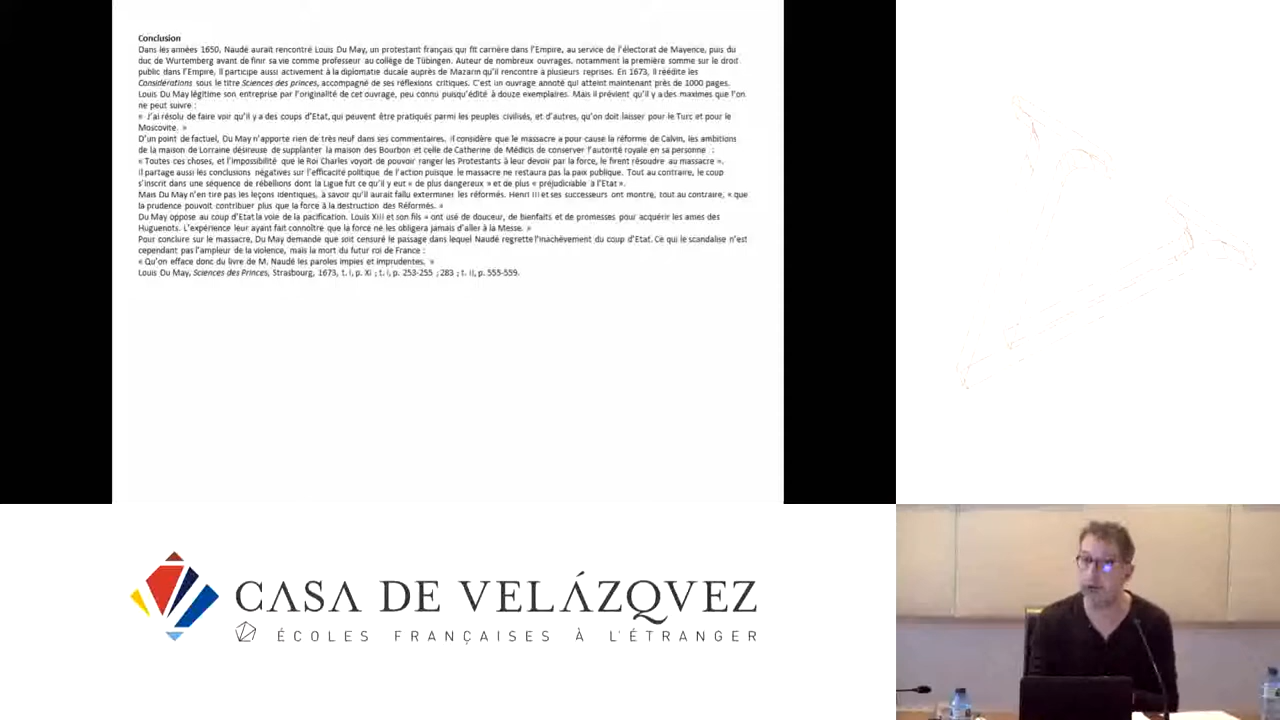 Conclusion
Dans les années 1650, Naudé aurait rencontré Louis Du May, un protestant français qui fit carrière dans l'Empire, au service de l'électorat de Mayence, puis du
duc de Wurtemberg avant de finir sa vie comme professeur au collège de Tübingen. Auteur de nombreux ouvrages, notamment la première somme sur le droit
public dans l'Empire, il participe aussi activement à la diplomatie ducale auprès de Mazarin qu'il rencontre à plusieurs reprises. En 1673, il réédite les
Considérations sous le titre Sciences des princes, accompagné de ses réflexions critiques. C'est un ouvrage annoté qui atteint maintenant près de 1000 pages.
Louis Du May légitime son entreprise par l'originalité de cet ouvrage, peu connu puisqu'édité à douze exemplaires. Mais il prévient qu'il y a des maximes que l'on
ne peut suivre :
« J'ai résolu de faire voir qu'il y a des coups d'Etat, qui peuvent être pratiqués parmi les peuples civilisés, et d'autres, qu'on doit laisser pour le Turc et pour le
Moscovite. »
D'un point de factuel, Du May n'apporte rien de très neuf dans ses commentaires. Il considère que le massacre a pour cause la réforme de Calvin, les ambitions
de la maison de Lorraine désireuse de supplanter la maison des Bourbon et celle de Catherine de Médicis de conserver l'autorité royale en sa personne :
« Toutes ces choses, et l'impossibilité que le Roi Charles voyoit de pouvoir ranger les Protestants à leur devoir par la force, le firent résoudre au massacre ».
Il partage aussi les conclusions négatives sur l'efficacité politique de l'action puisque le massacre ne restaura pas la paix publique. Tout au contraire, le coup
s'inscrit dans une séquence de rébellions dont la Ligue fut ce qu'il y eut « de plus dangereux » et de plus « préjudiciable à l'Etat ».
Mais Du May n'en tire pas les leçons identiques, à savoir qu'il aurait fallu exterminer les réformés. Henri III et ses successeurs ont montré, tout au contraire, « que
la prudence pouvoit contribuer plus que la force à la destruction des Réformés. »
Du May oppose au coup d'Etat la voie de la pacification. Louis XIII et son fils « ont usé de douceur, de bienfaits et de promesses pour acquérir les ames des
Huguenots. L'expérience leur ayant fait connoître que la force ne les obligera jamais d'aller à la Messe. »
Pour conclure sur le massacre, Du May demande que soit censuré le passage dans lequel Naudé regrette l'inachèvement du coup d'Etat. Ce qui le scandalise n'est
cependant pas l'ampleur de la violence, mais la mort du futur roi de France :
« Qu'on efface donc du livre de M. Naudé les paroles impies et imprudentes. »
Louis Du May, Sciences des Princes, Strasbourg, 1673, t. I, p. XI ; t. I, p. 253-255 ; 283 ; t. II, p. 555-559.
CASA DE VELÁZQVEZ
ÉCOLES FRANÇAISES À L'ÉTRANGER